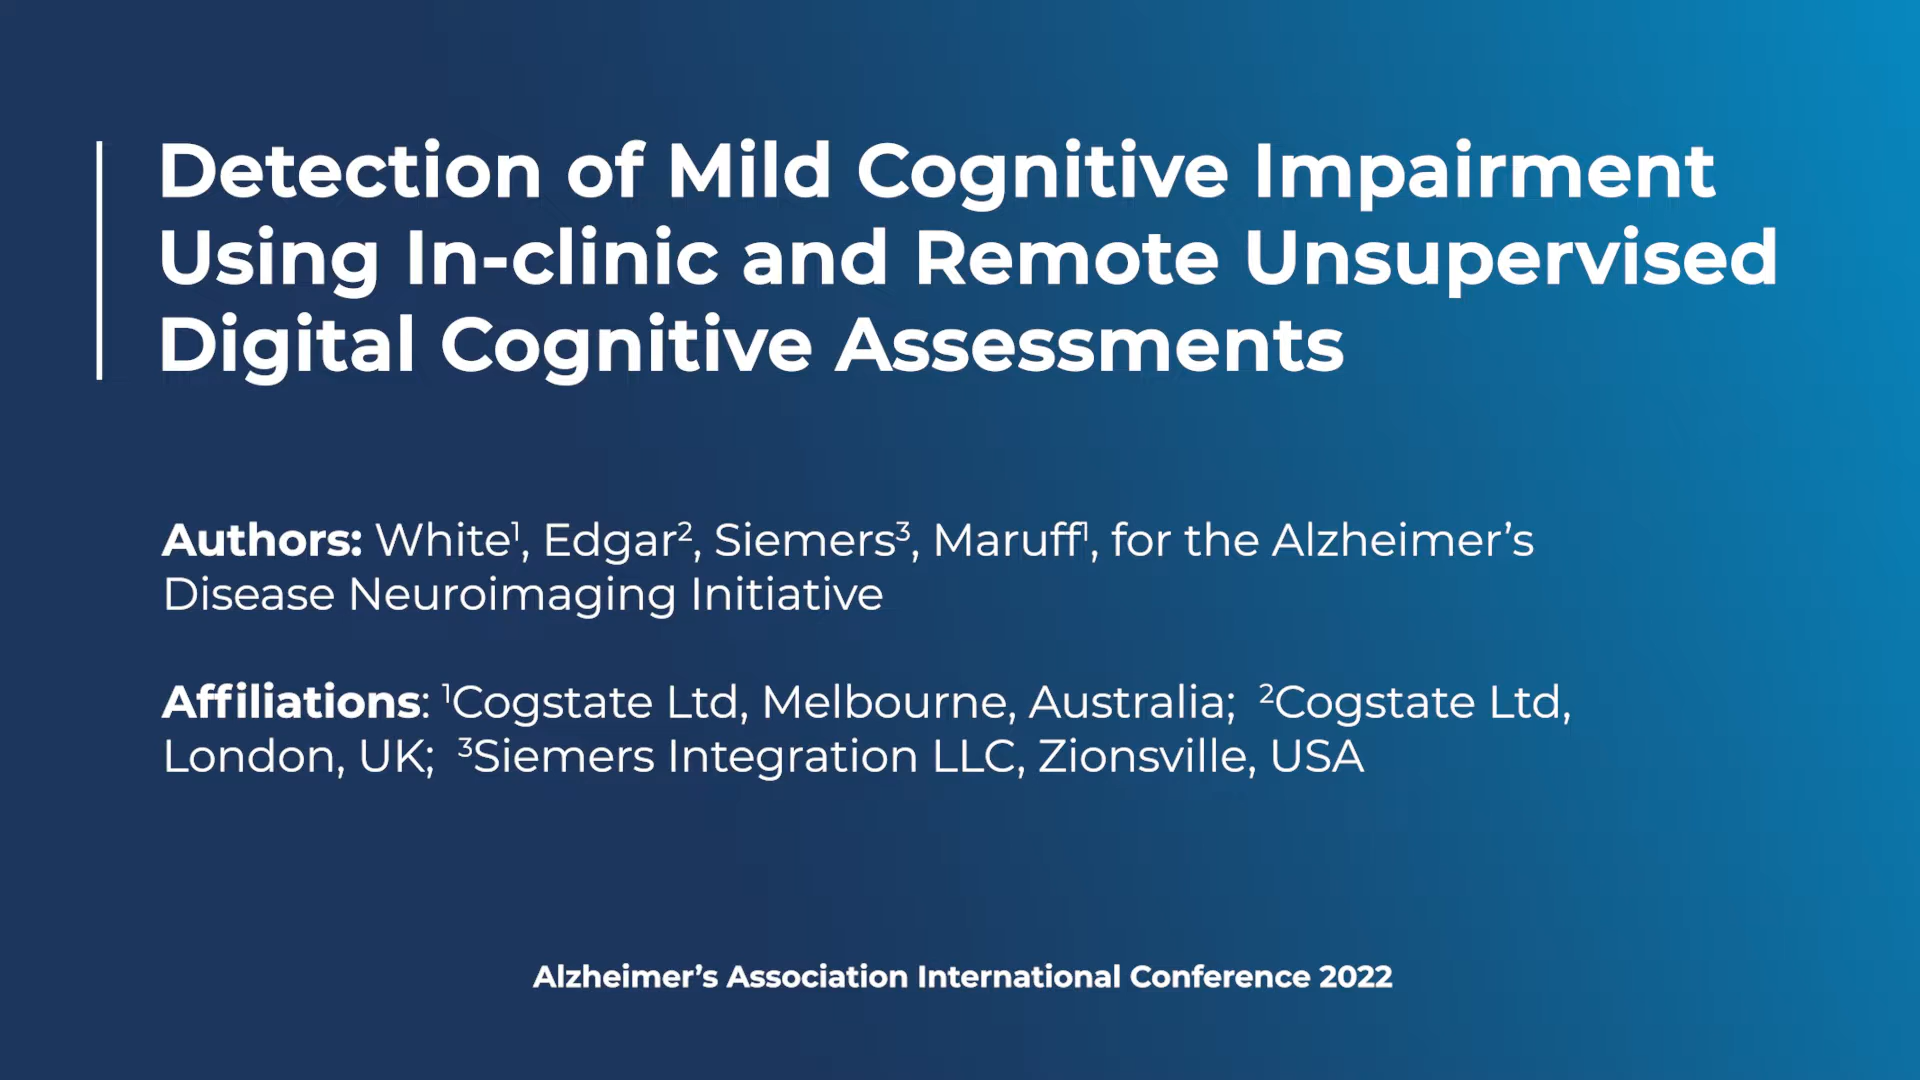 Detection of Mild Cognitive Impairment
Using In-clinic and Remote Unsupervised
Digital Cognitive Assessments
Authors: White¹, Edgar², Siemers³, Maruff¹, for the Alzheimer’s
Disease Neuroimaging Initiative
Affiliations: ¹Cogstate Ltd, Melbourne, Australia; ²Cogstate Ltd,
London, UK; ³Siemers Integration LLC, Zionsville, USA
Alzheimer’s Association International Conference 2022